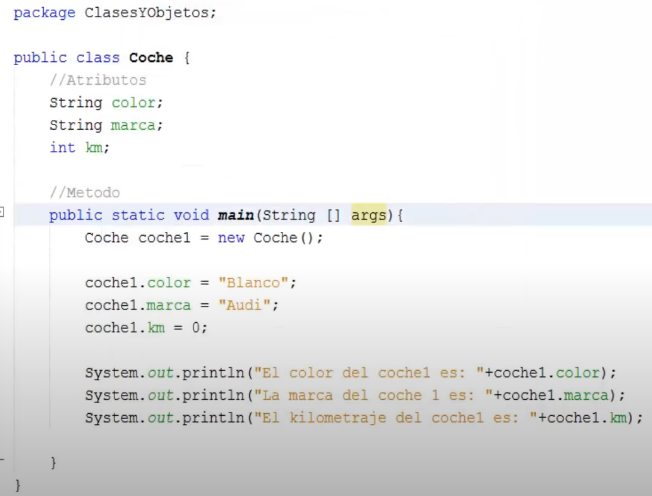 package ClasesYObjetos;
public class Coche {
//Atributos
String color;
String marca;
int km;
//Metodo
public static void main(String [] args){
Coche coche1 = new Coche();
coche1.color = "Blanco";
coche1.marca = "Audi";
coche1.km = 0;
System.out.println("El color del coche1 es: "+coche1.color);
System.out.println("La marca del coche 1 es: "+coche1.marca);
System.out.println("El kilometraje del coche1 es: "+coche1.km);
}
}